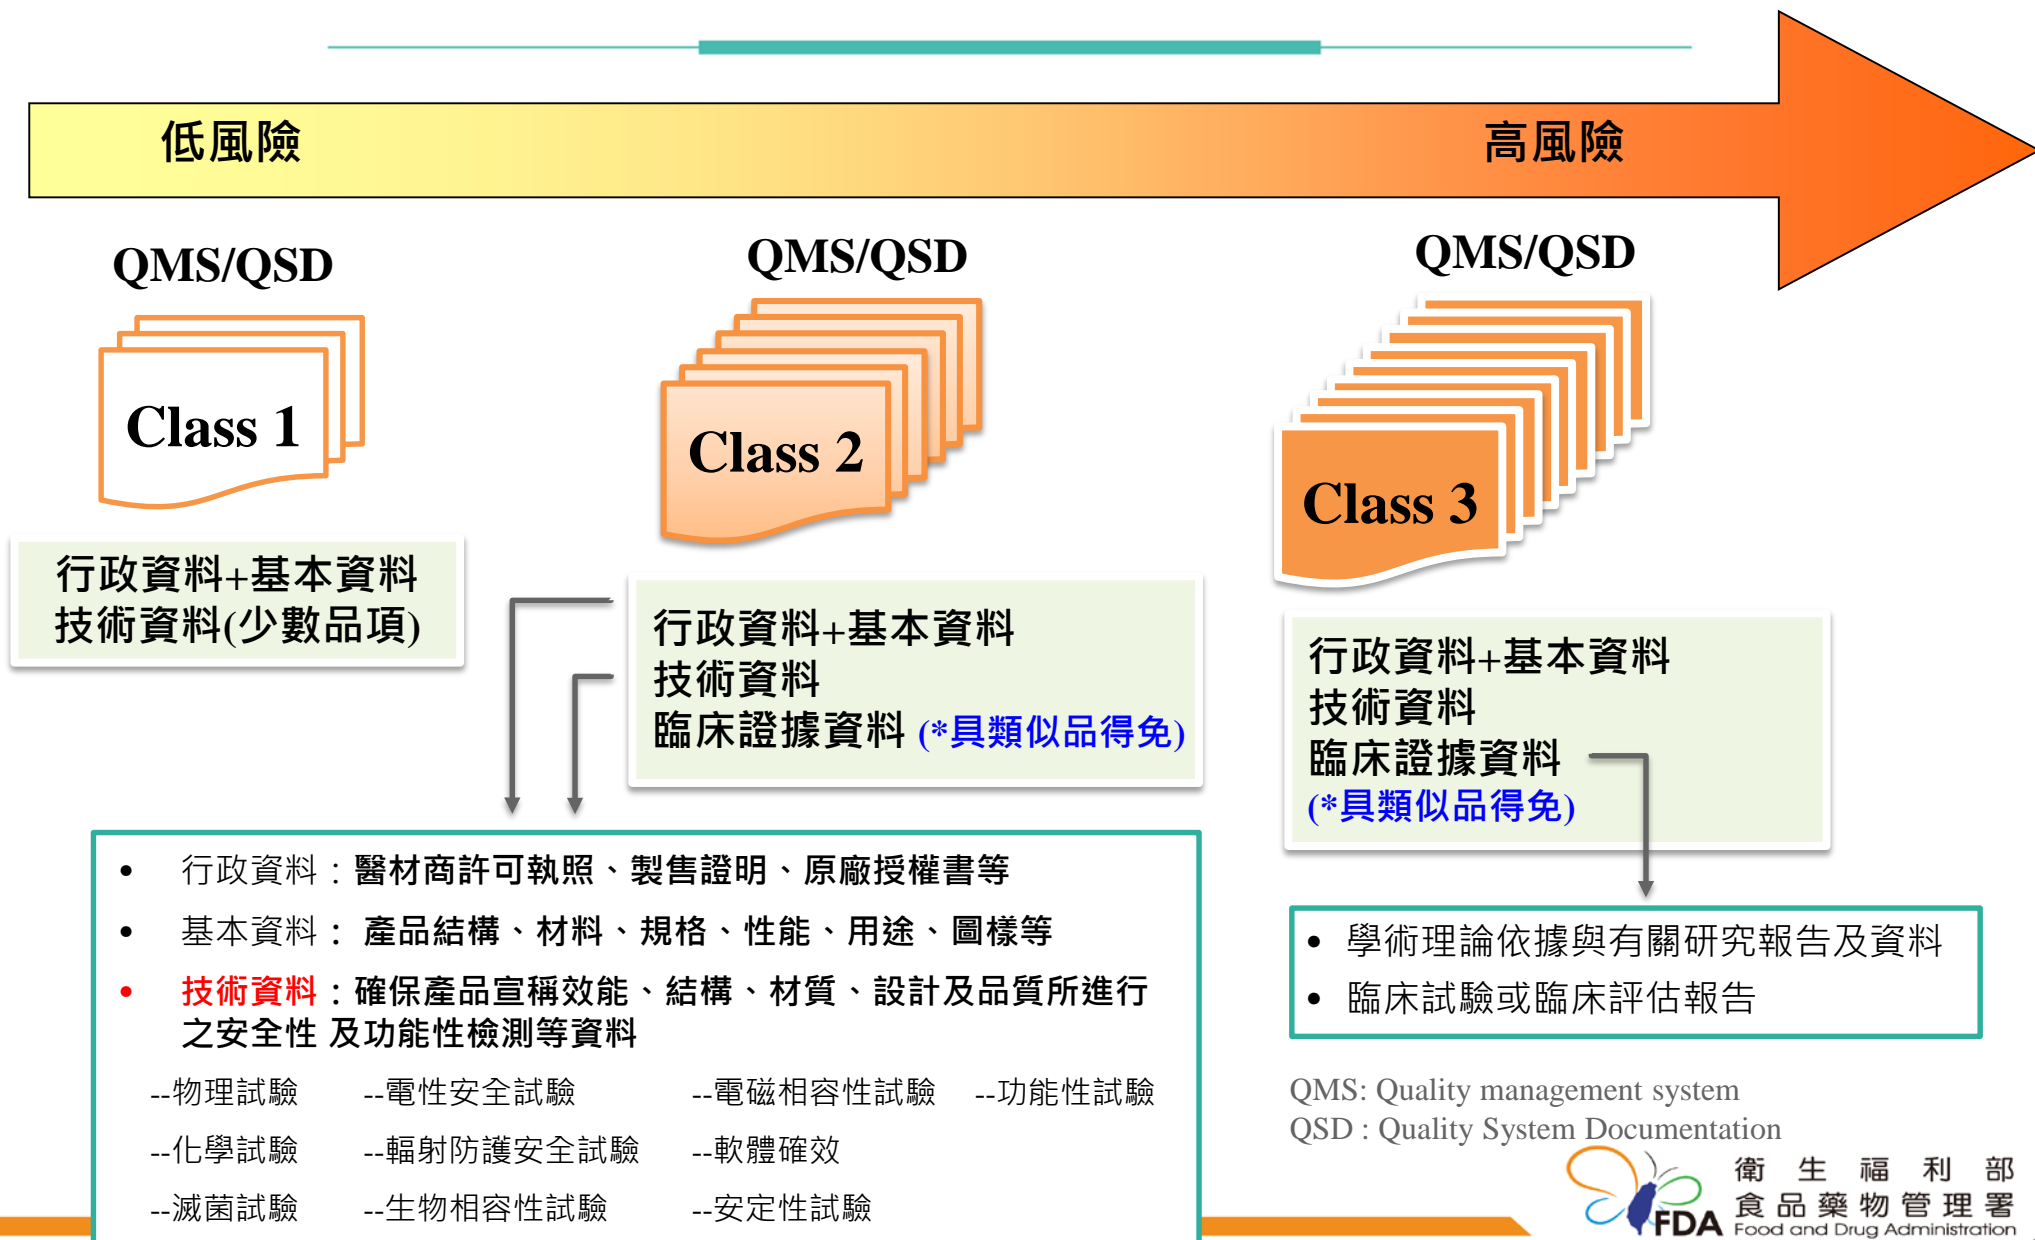 低風險
高風險
QMS/QSD
QMS/QSD
QMS/QSD
Class 1
Class 2
Class 3
行政資料+基本資料
技術資料(少數品項)
行政資料+基本資料
技術資料
臨床證據資料 (*具類似品得免)
行政資料+基本資料
技術資料
臨床證據資料
(*具類似品得免)
• 行政資料：醫材商許可執照、製售證明、原廠授權書等
• 基本資料： 產品結構、材料、規格、性能、用途、圖樣等
• 技術資料：確保產品宣稱效能、結構、材質、設計及品質所進行
之安全性 及功能性檢測等資料
--物理試驗 --電性安全試驗 --電磁相容性試驗 --功能性試驗
--化學試驗 --輻射防護安全試驗 --軟體確效
--滅菌試驗 --生物相容性試驗 --安定性試驗
• 學術理論依據與有關研究報告及資料
• 臨床試驗或臨床評估報告
QMS: Quality management system
QSD : Quality System Documentation
衛生福利部
食品藥物管理署
FDA Food and Drug Administration